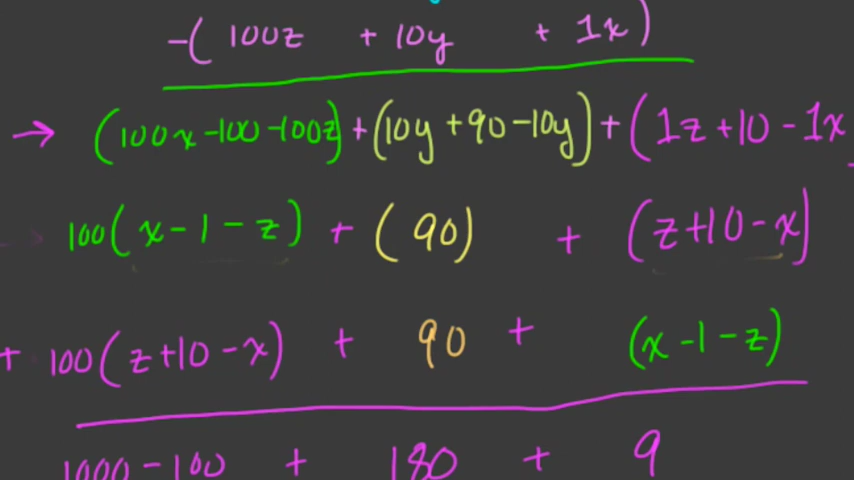 -( 100z + 10y + 1x )
→ (100x -100 -100z) + (10y + 90 - 10y) + (1z + 10 - 1x
100( x - 1 - z ) + ( 90 ) + ( z + 10 - x )
+ 100( z + 10 - x ) + 90 + ( x - 1 - z )
1000 - 100 + 180 + 9